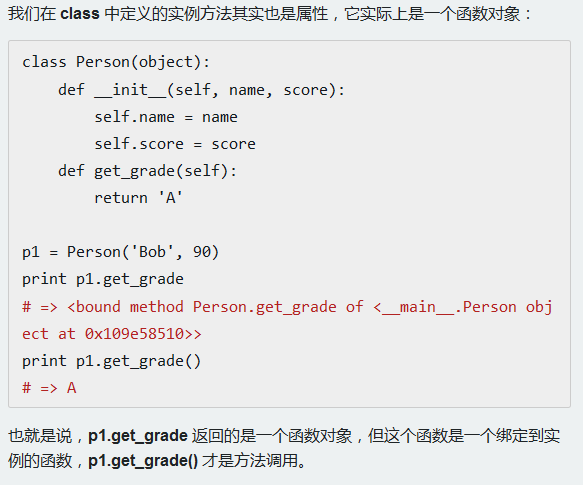 我们在 class 中定义的实例方法其实也是属性，它实际上是一个函数对象：
class Person(object):
    def __init__(self, name, score):
        self.name = name
        self.score = score
    def get_grade(self):
        return 'A'

p1 = Person('Bob', 90)
print p1.get_grade
# => <bound method Person.get_grade of <__main__.Person obj
ect at 0x109e58510>>
print p1.get_grade()
# => A
也就是说，p1.get_grade 返回的是一个函数对象，但这个函数是一个绑定到实
例的函数，p1.get_grade() 才是方法调用。